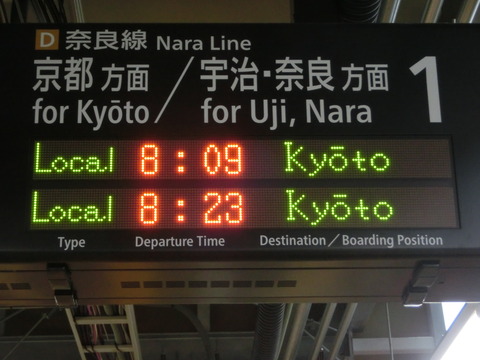 D 奈良線 Nara Line
京都方面/宇治・奈良方面 1
for Kyōto/for Uji, Nara
Local 8:09 Kyōto
Local 8:23 Kyōto
Type Departure Time Destination/Boarding Position